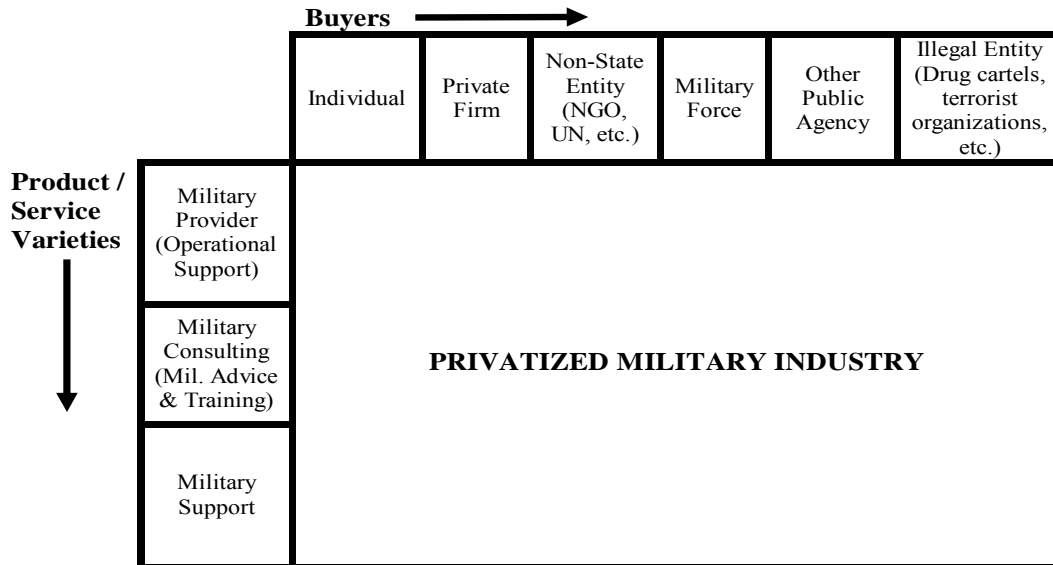 Buyers
Individual
Private
Firm
Non-State
Entity
(NGO,
UN, etc.)
Military
Force
Other
Public
Agency
Illegal Entity
(Drug cartels,
terrorist
organizations,
etc.)
Product /
Service
Varieties
Military
Provider
(Operational
Support)
Military
Consulting
(Mil. Advice
& Training)
Military
Support
PRIVATIZED MILITARY INDUSTRY